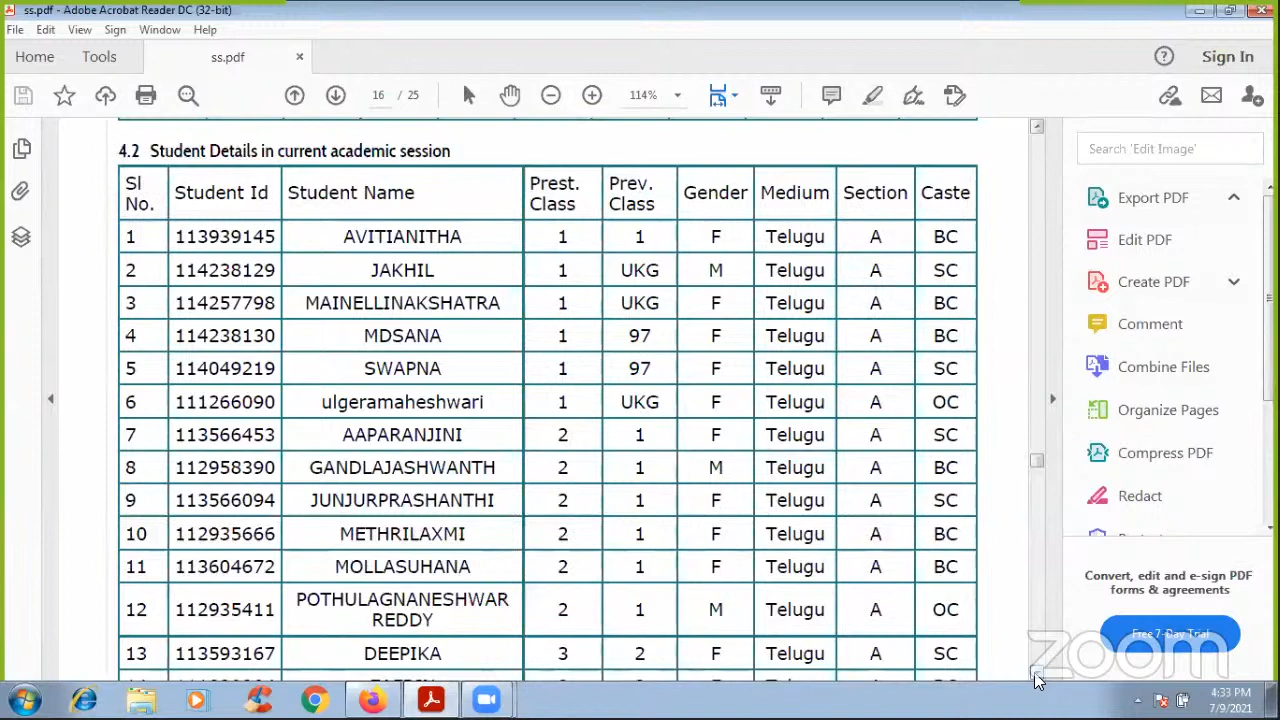 ss.pdf - Adobe Acrobat Reader DC (32-bit)
File Edit View Sign Window Help
Home Tools ss.pdf × Sign In
16 / 25 114%
4.2 Student Details in current academic session
Sl No. Student Id Student Name Prest. Class Prev. Class Gender Medium Section Caste
1 113939145 AVITIANITHA 1 1 F Telugu A BC
2 114238129 JAKHIL 1 UKG M Telugu A SC
3 114257798 MAINELLINAKSHATRA 1 UKG F Telugu A BC
4 114238130 MDSANA 1 97 F Telugu A BC
5 114049219 SWAPNA 1 97 F Telugu A SC
6 111266090 ulgeramaheshwari 1 UKG F Telugu A OC
7 113566453 AAPARANJINI 2 1 F Telugu A SC
8 112958390 GANDLAJASHWANTH 2 1 M Telugu A BC
9 113566094 JUNJURPRASHANTHI 2 1 F Telugu A SC
10 112935666 METHRILAXMI 2 1 F Telugu A BC
11 113604672 MOLLASUHANA 2 1 F Telugu A BC
12 112935411 POTHULAGNANESHWAR REDDY 2 1 M Telugu A OC
13 113593167 DEEPIKA 3 2 F Telugu A SC
Search 'Edit Image'
Export PDF
Edit PDF
Create PDF
Comment
Combine Files
Organize Pages
Compress PDF
Redact
Convert, edit and e-sign PDF
forms & agreements
Free 7-Day Trial
zoom
4:33 PM
7/9/2021